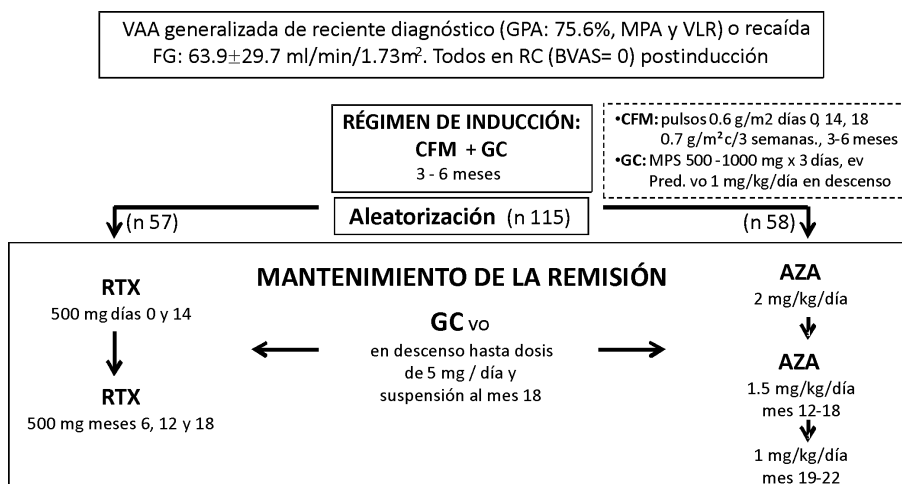 VAA generalizada de reciente diagnóstico (GPA: 75.6%, MPA y VLR) o recaída
FG: 63.9±29.7 ml/min/1.73m². Todos en RC (BVAS= 0) postinducción
RÉGIMEN DE INDUCCIÓN:
CFM + GC
3 - 6 meses
•CFM: pulsos 0.6 g/m2 días 0, 14, 18
0.7 g/m²c/3 semanas., 3-6 meses
•GC: MPS 500 -1000 mg x 3 días, ev
Pred. vo 1 mg/kg/día en descenso
(n 57)
Aleatorización (n 115)
(n 58)
MANTENIMIENTO DE LA REMISIÓN
RTX
500 mg días 0 y 14
RTX
500 mg meses 6, 12 y 18
GC vo
en descenso hasta dosis
de 5 mg / día y
suspensión al mes 18
AZA
2 mg/kg/día
AZA
1.5 mg/kg/día
mes 12-18
1 mg/kg/día
mes 19-22